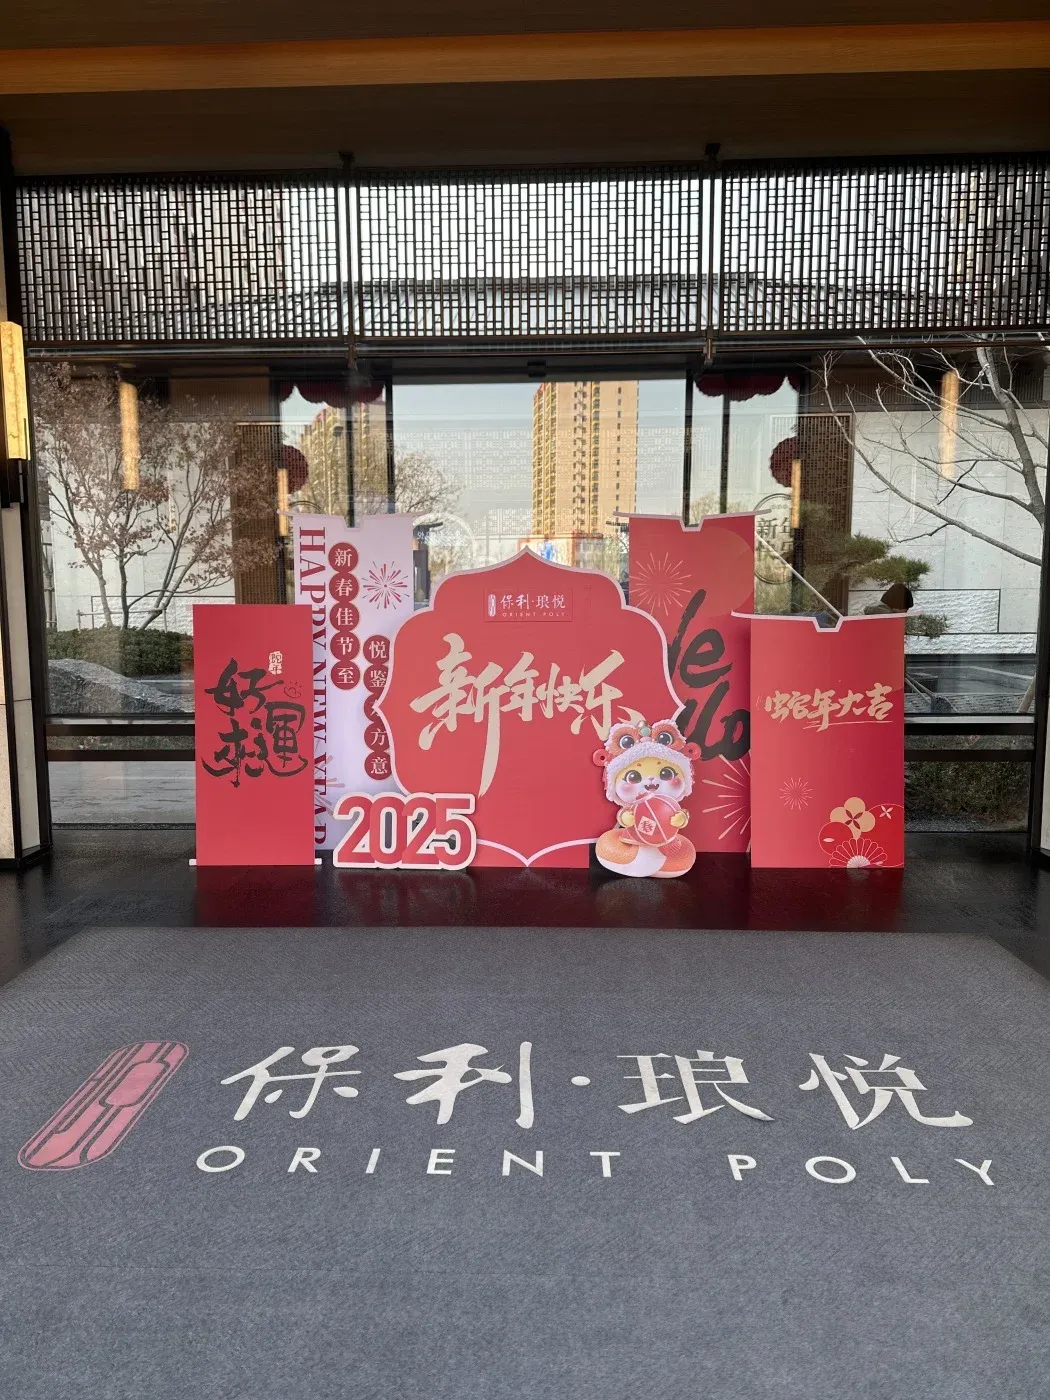 HAPPY NEW YEAR
新春佳节至
悦鉴
方意
保利·琅悦
ORIENT POLY
新年快乐
蛇年
好運來
2025
春
蛇年大吉
保利·琅悦
ORIENT POLY